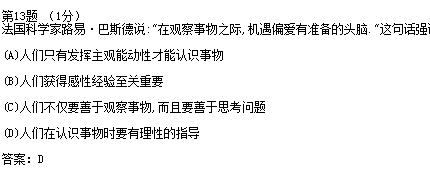 第13题 （1分）
法国科学家路易·巴斯德说:“在观察事物之际,机遇偏爱有准备的头脑.“这句话强
(A)人们只有发挥主观能动性才能认识事物
(B)人们获得感性经验至关重要
(C)人们不仅要善于观察事物,而且要善于思考问题
(D)人们在认识事物时要有理性的指导
答案: D